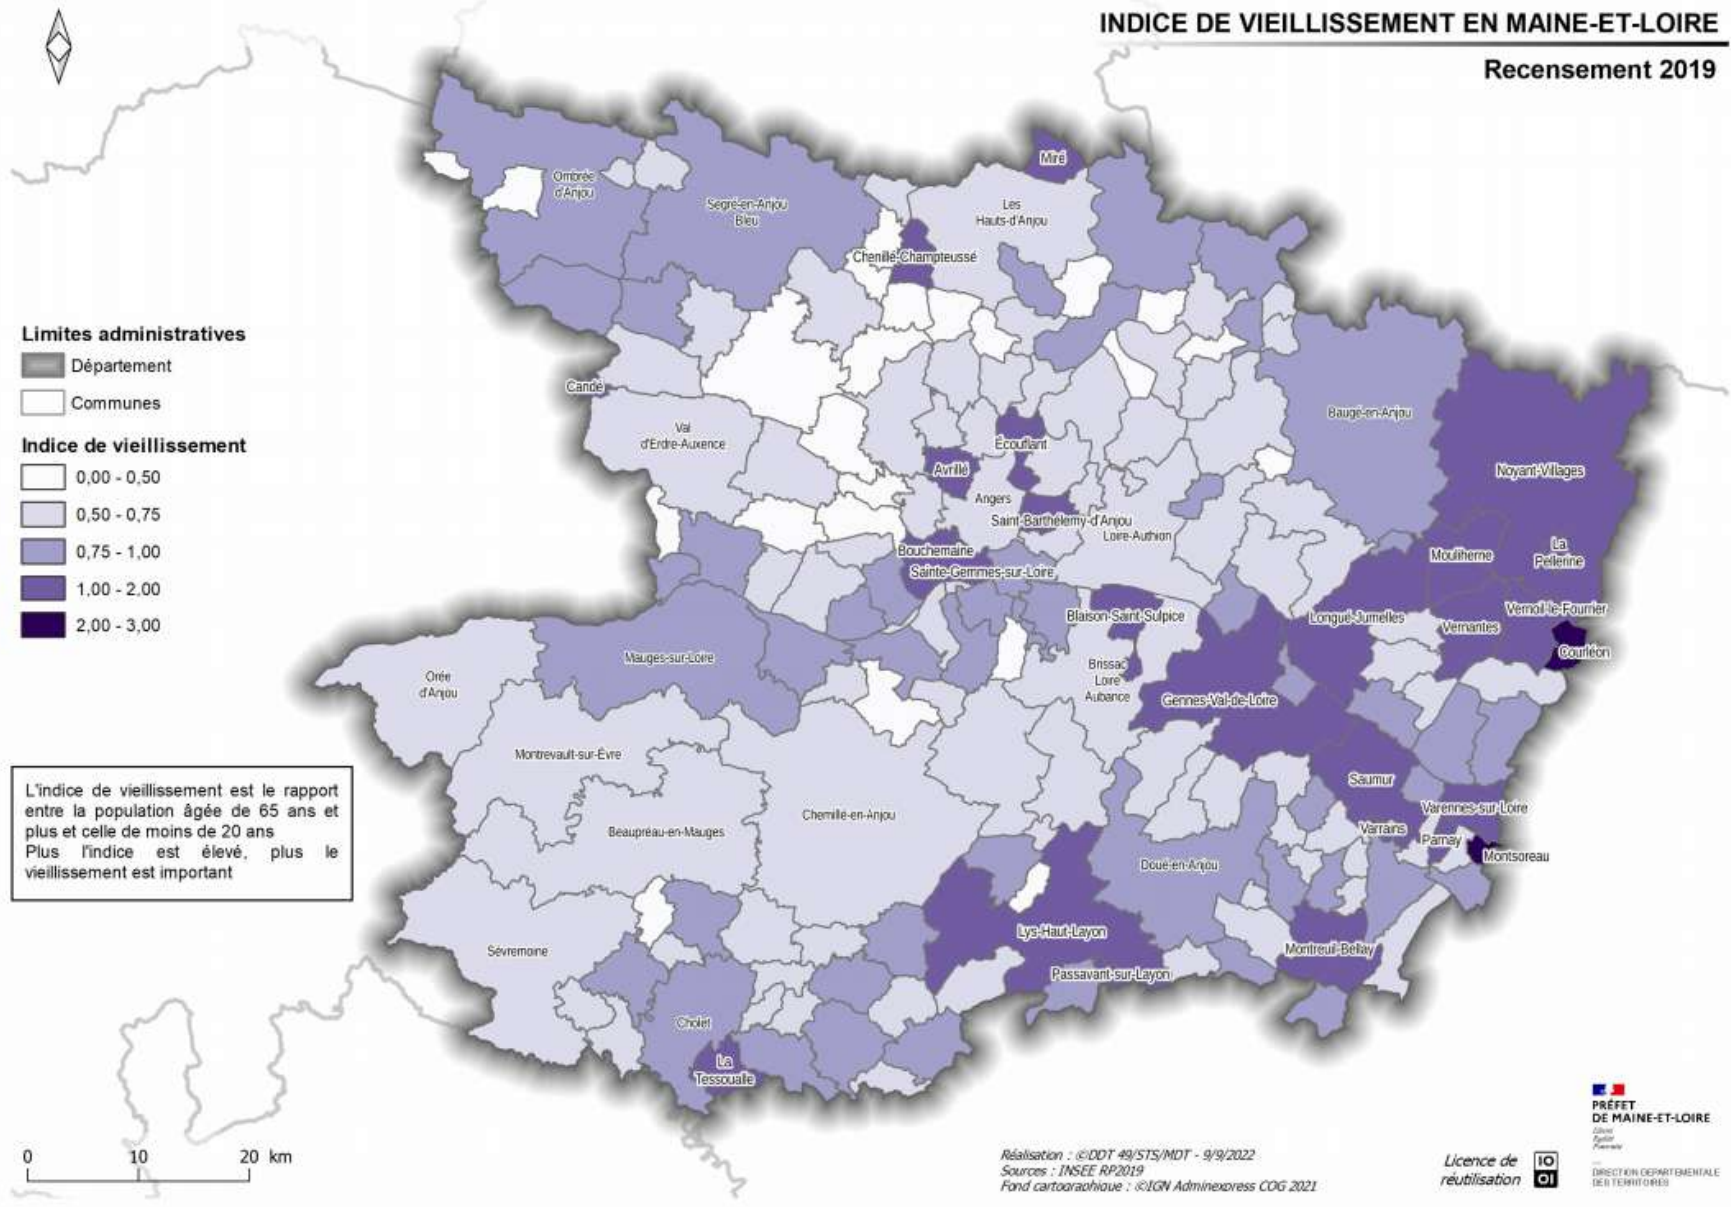 INDICE DE VIEILLISSEMENT EN MAINE-ET-LOIRE
Recensement 2019
Limites administratives
Département
Communes
Indice de vieillissement
0,00 - 0,50
0,50 - 0,75
0,75 - 1,00
1,00 - 2,00
2,00 - 3,00
L'indice de vieillissement est le rapport
entre la population âgée de 65 ans et
plus et celle de moins de 20 ans
Plus l'indice est élevé, plus le
vieillissement est important
Miré
Ombrée
d'Anjou
Segré-en-Anjou
Bleu
Les
Hauts-d'Anjou
Chenillé-Champteussé
Candé
Val
d'Erdre-Auxence
Baugé-en-Anjou
Écouflant
Avrillé
Noyant-Villages
Angers
Saint-Barthélemy-d'Anjou
Loire-Authion
Bouchemaine
Mouliherne
La
Pellerine
Sainte-Gemmes-sur-Loire
Blaison-Saint-Sulpice
Longué-Jumelles
Vernoil-le-Fourrier
Vernantes
Courléon
Mauges-sur-Loire
Orée
d'Anjou
Brissac
Loire
Aubance
Gennes-Val-de-Loire
Montrevault-sur-Èvre
Saumur
Chemillé-en-Anjou
Varennes-sur-Loire
Beaupréau-en-Mauges
Varrains
Parnay
Montsoreau
Doué-en-Anjou
Lys-Haut-Layon
Sèvremoine
Montreuil-Bellay
Passavant-sur-Layon
Cholet
La
Tessoualle
0 10 20 km
Réalisation : ©DDT 49/STS/MDT - 9/9/2022
Sources : INSEE RP2019
Fond cartographique : ©IGN Adminexpress COG 2021
Licence de
réutilisation
IO
OI
PRÉFET
DE MAINE-ET-LOIRE
Liberté
Égalité
Fraternité
DIRECTION DEPARTEMENTALE
DES TERRITOIRES